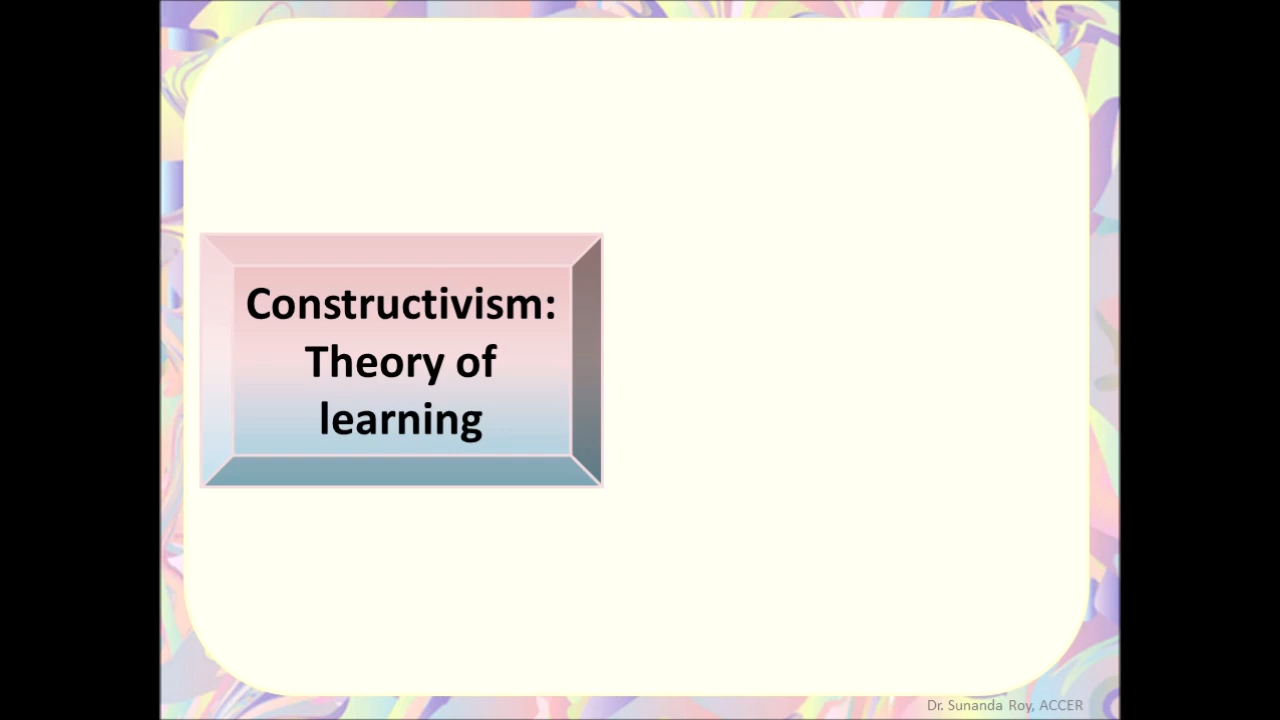 Constructivism:
Theory of
learning
Dr. Sunanda Roy, ACCER